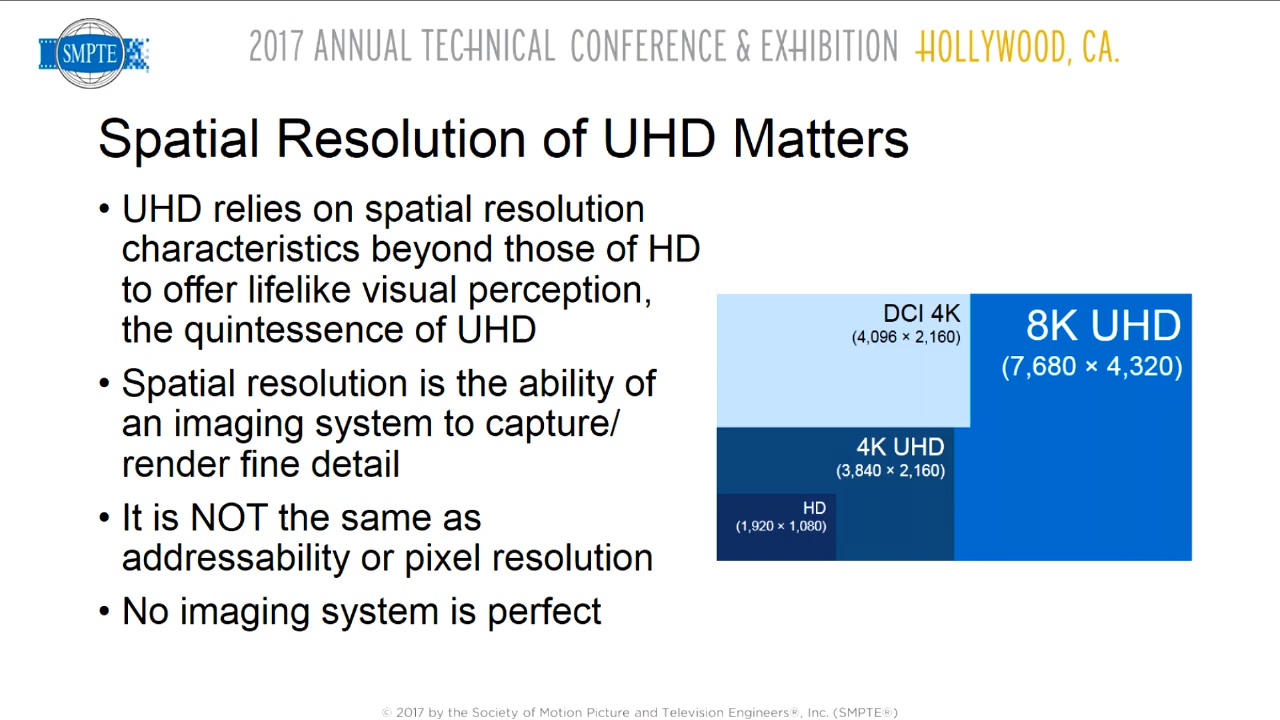 SMPTE
2017 ANNUAL TECHNICAL CONFERENCE & EXHIBITION HOLLYWOOD, CA.
Spatial Resolution of UHD Matters
• UHD relies on spatial resolution
characteristics beyond those of HD
to offer lifelike visual perception,
the quintessence of UHD
• Spatial resolution is the ability of
an imaging system to capture/
render fine detail
• It is NOT the same as
addressability or pixel resolution
• No imaging system is perfect
DCI 4K
(4,096 × 2,160)
8K UHD
(7,680 × 4,320)
4K UHD
(3,840 × 2,160)
HD
(1,920 × 1,080)
© 2017 by the Society of Motion Picture and Television Engineers®, Inc. (SMPTE®)